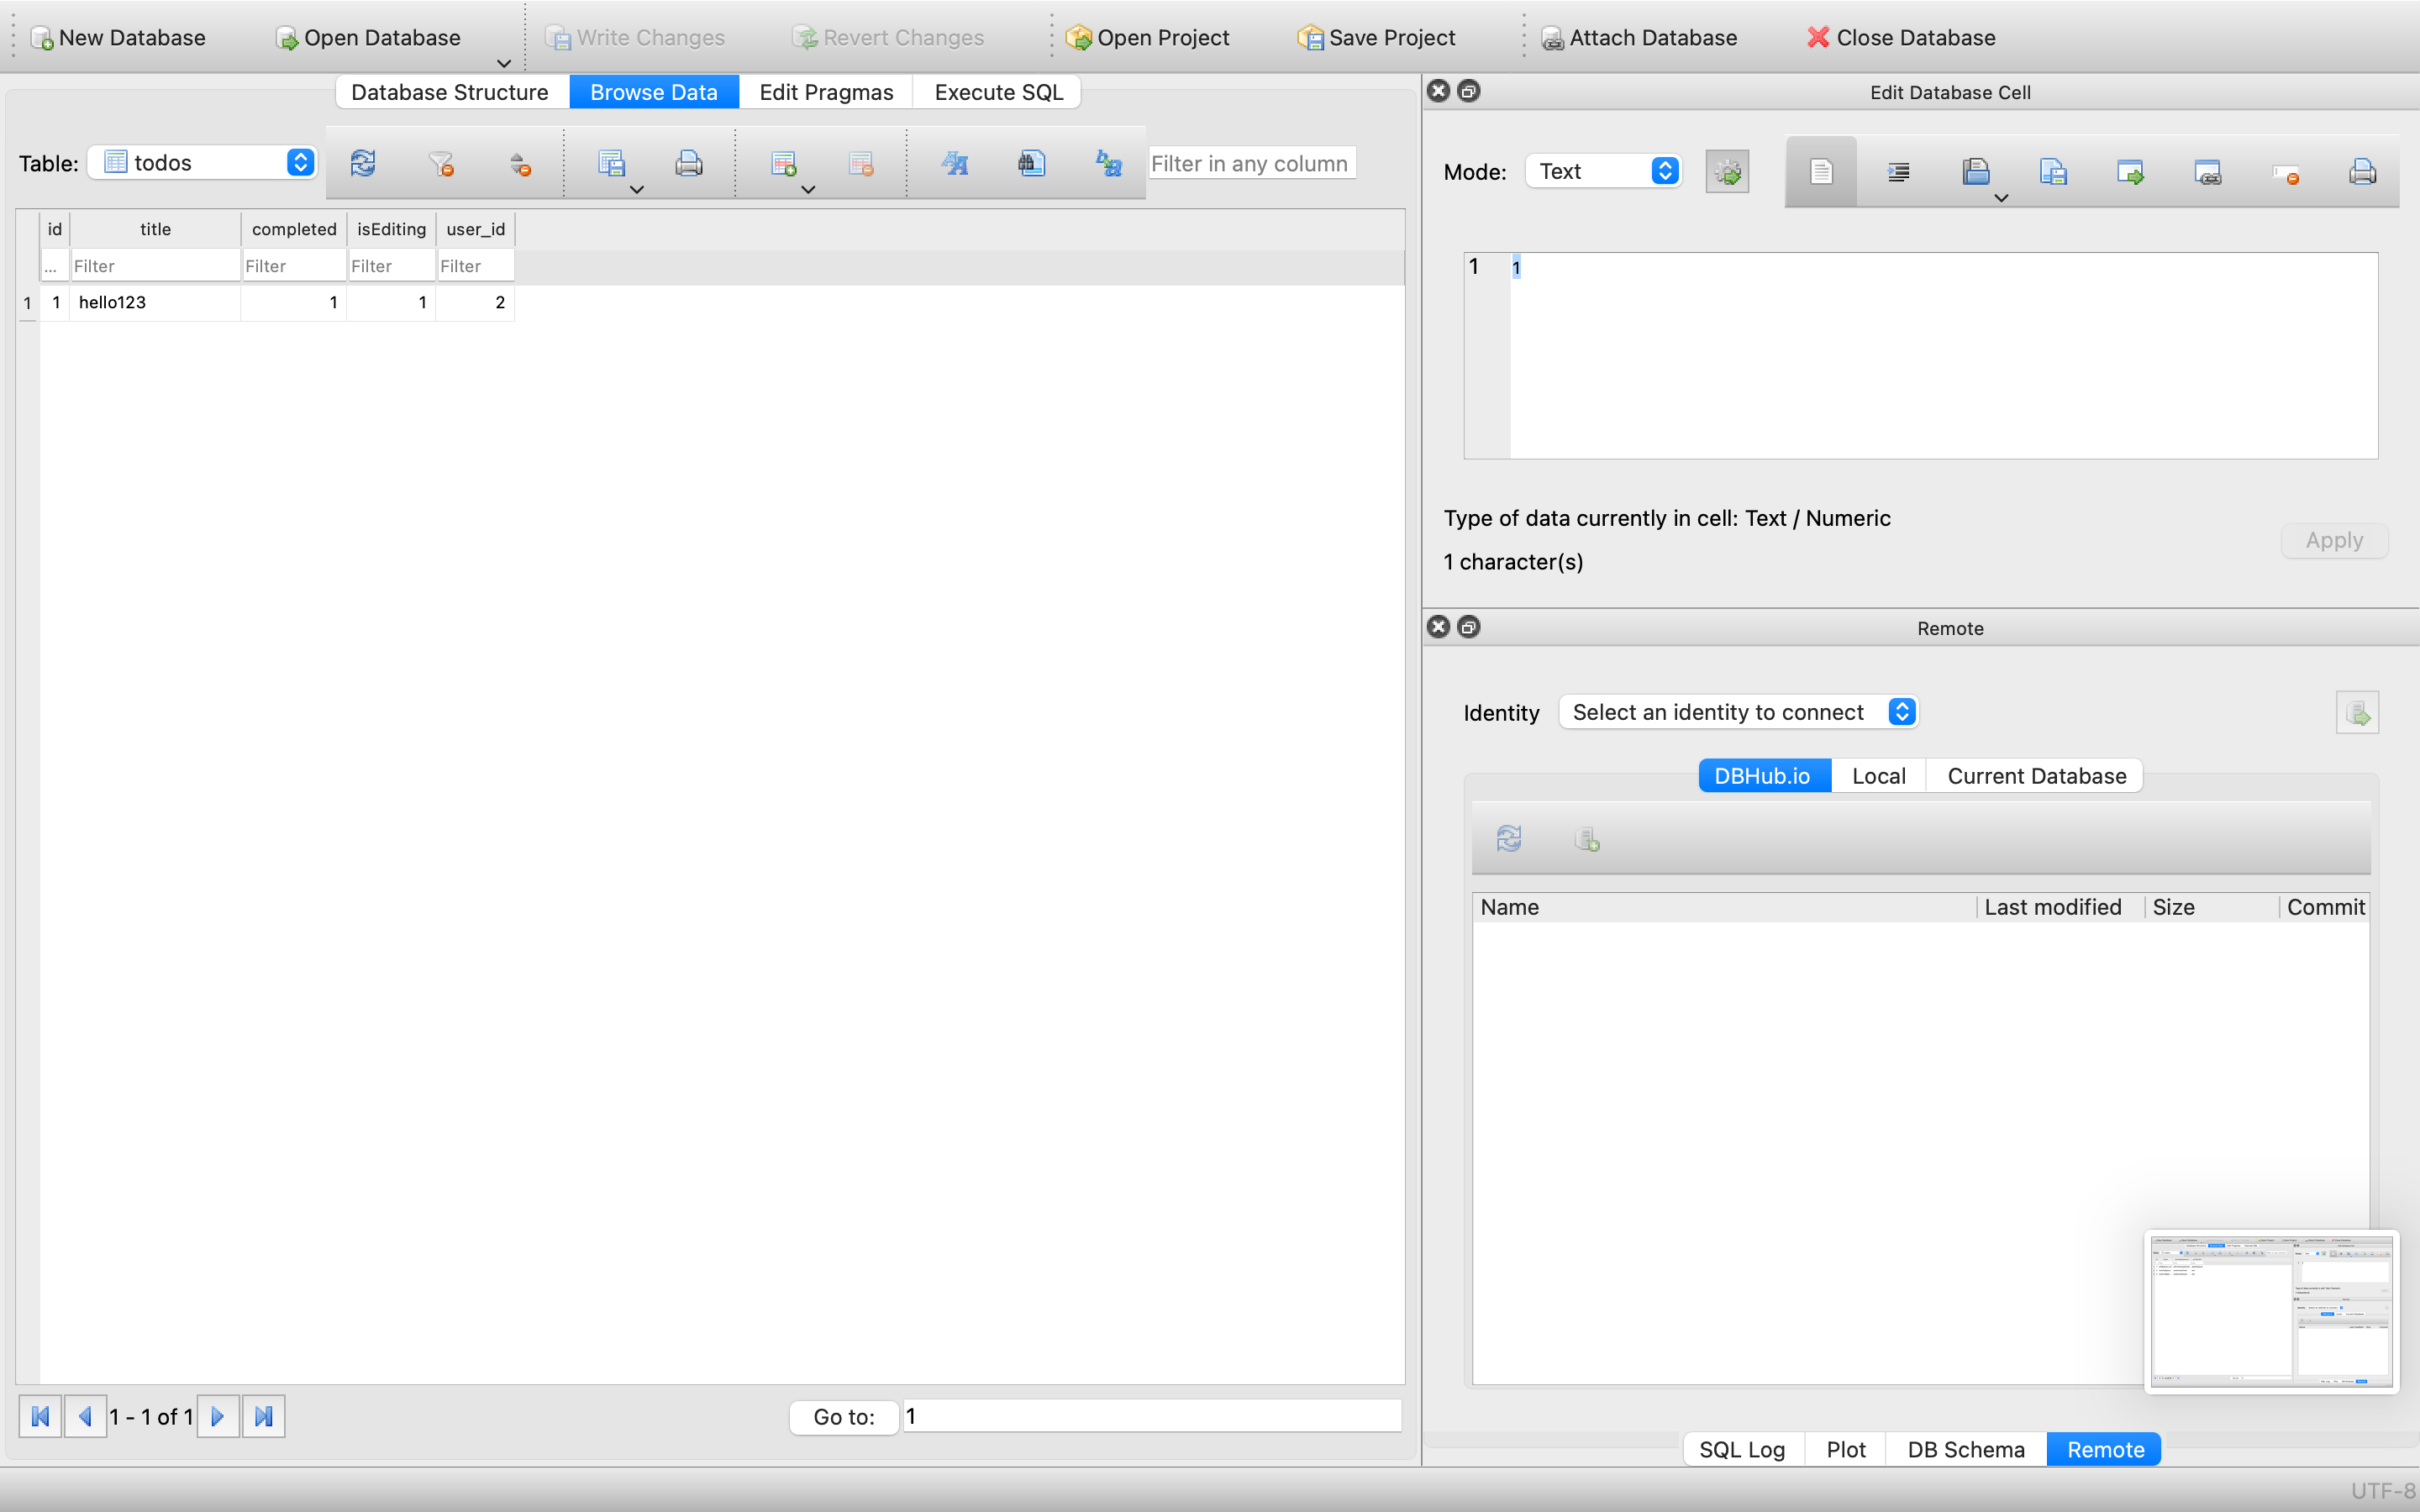 New Database
Open Database
Write Changes
Revert Changes
Open Project
Save Project
Attach Database
Close Database
Database Structure
Browse Data
Edit Pragmas
Execute SQL
Table:
todos
Filter in any column
id title completed isEditing user_id
... Filter Filter Filter Filter
1 1 hello123 1 1 2
1 - 1 of 1
Go to:
1
Edit Database Cell
Mode:
Text
1 1
Type of data currently in cell: Text / Numeric
1 character(s)
Apply
Remote
Identity
Select an identity to connect
DBHub.io
Local
Current Database
Name
Last modified
Size
Commit
SQL Log
Plot
DB Schema
Remote
UTF-8